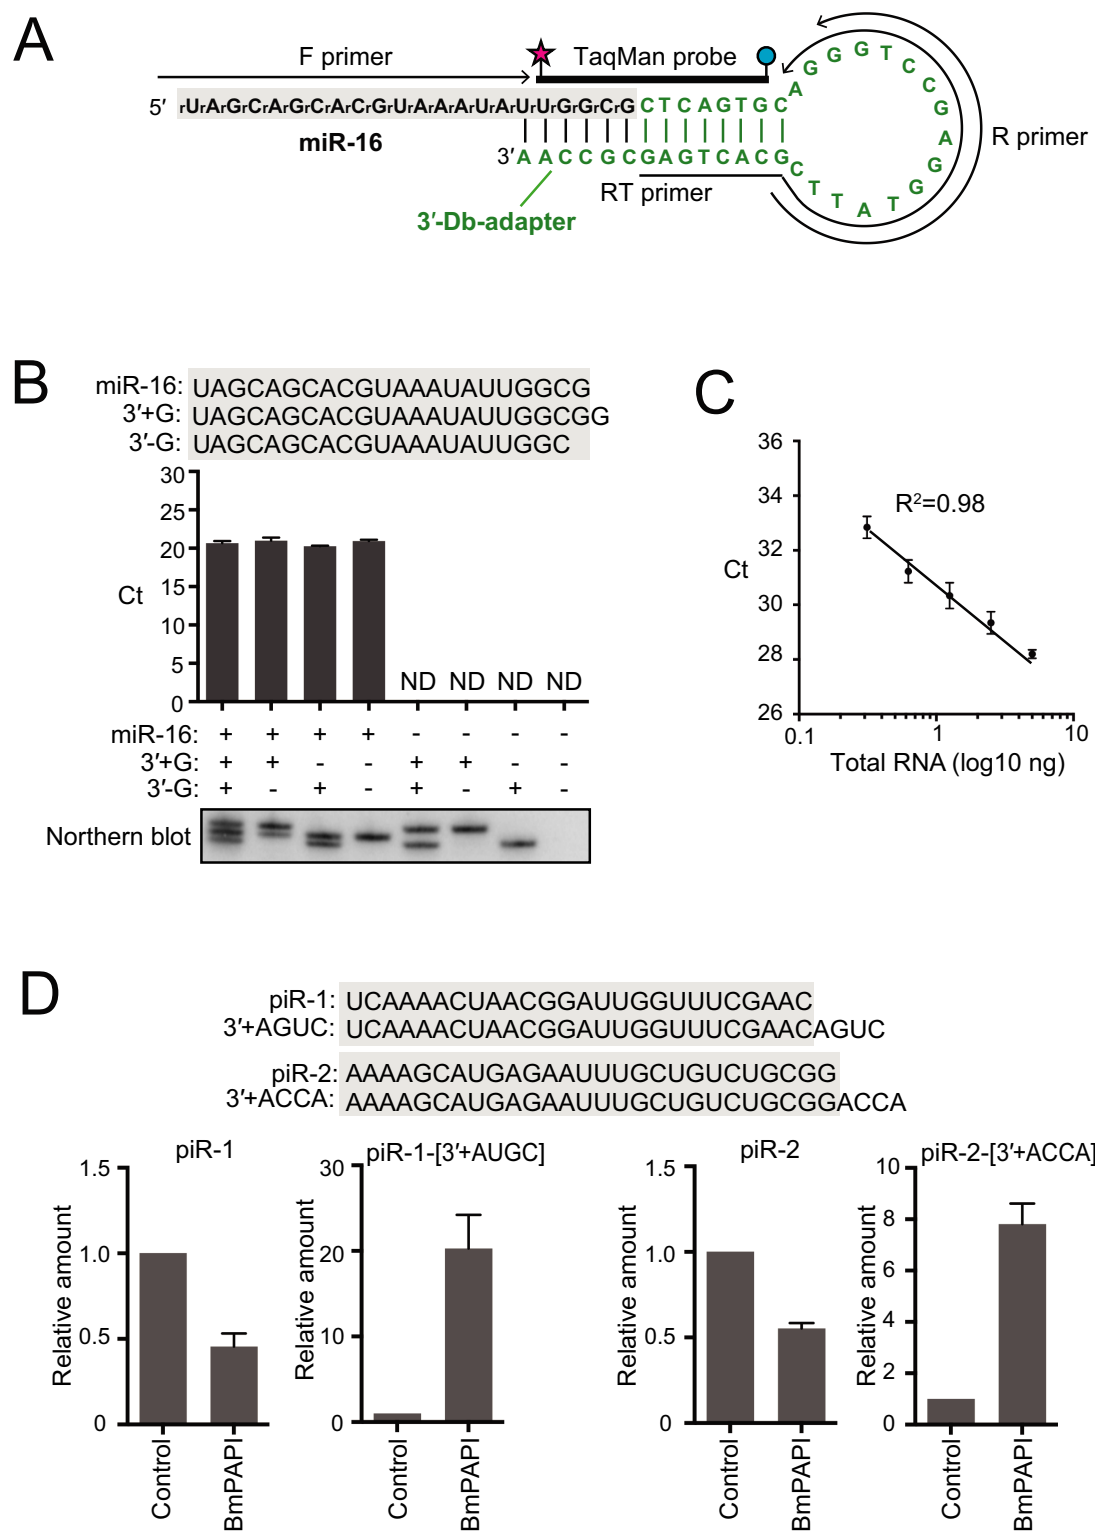 A
F primer
TaqMan probe
5′ rUrArGrCrArGrCrArCrGrUrArArArUrArUrUrGrGrCrG CTCAGTGC AGGGTCCGAGGTATTC
miR-16
3′ AACCGCGAGTCACG
R primer
RT primer
3′-Db-adapter
B
miR-16: UAGCAGCACGUAAAUAUUGGCG
3′+G: UAGCAGCACGUAAAUAUUGGCGG
3′-G: UAGCAGCACGUAAAUAUUGGC
30
25
20
15
10
5
0
Ct
ND ND ND ND
miR-16: + + + + - - - -
3′+G: + + - - + + - -
3′-G: + - + - + - + -
Northern blot
C
36
34
32
30
28
26
Ct
R2=0.98
0.1 1 10
Total RNA (log10 ng)
D
piR-1: UCAAAACUAACGGAUUGGUUUCGAAC
3′+AGUC: UCAAAACUAACGGAUUGGUUUCGAACAGUC
piR-2: AAAAGCAUGAGAAUUUGCUGUCUGCGG
3′+ACCA: AAAAGCAUGAGAAUUUGCUGUCUGCGGACCA
piR-1
Relative amount
1.5
1.0
0.5
0
Control
BmPAPI
piR-1-[3′+AUGC]
Relative amount
30
20
10
0
Control
BmPAPI
piR-2
Relative amount
1.5
1.0
0.5
0
Control
BmPAPI
piR-2-[3′+ACCA]
Relative amount
10
8
6
4
2
0
Control
BmPAPI